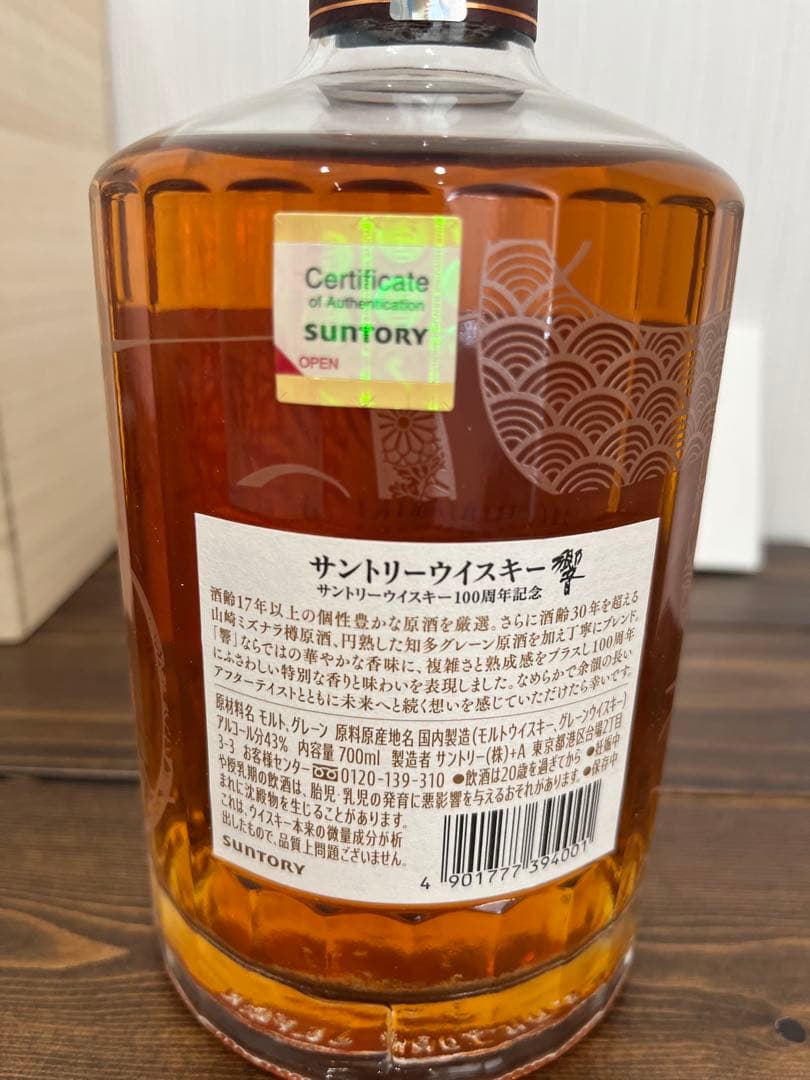 Certificate
of Authentication
SUNTORY
OPEN
サントリーウイスキー 響
サントリーウイスキー100周年記念
酒齢17年以上の個性豊かな原酒を厳選。さらに酒齢30年を超える
山崎ミズナラ樽原酒、円熟した知多グレーン原酒を加え丁寧にブレンド。
「響」ならではの華やかな香味に、複雑さと熟成感をプラスし100周年
にふさわしい特別な香りと味わいを表現しました。なめらかで余韻の長い
アフターテイストとともに未来へと続く想いを感じていただけたら幸いです。
原材料名 モルト、グレーン 原料原産地名 国内製造(モルトウイスキー、グレーンウイスキー)
アルコール分43% 内容量 700ml 製造者 サントリー(株)+A 東京都港区台場2丁目
3-3 お客様センター 0120-139-310 ●飲酒は20歳を過ぎてから ●妊娠中
や授乳期の飲酒は、胎児・乳児の発育に悪影響を与えるおそれがあります。●保存中
まれに沈殿物を生じることがあります。
これは、ウイスキー本来の微量成分が析
出したもので、品質上問題ございません。
SUNTORY
4 901777 394001